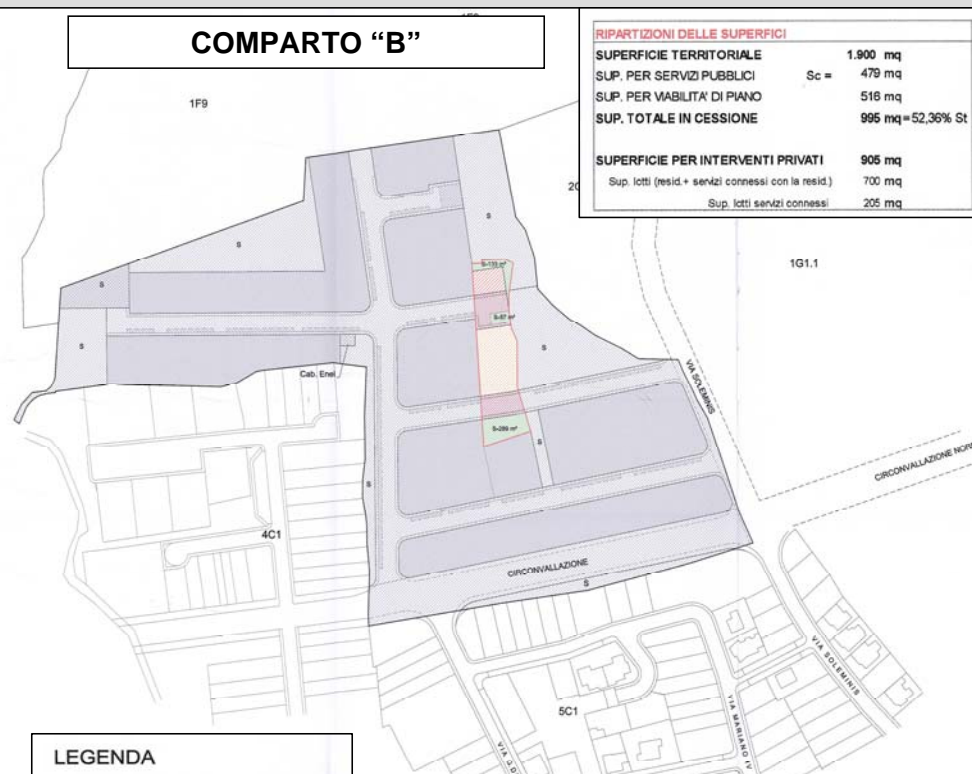 COMPARTO “B”
RIPARTIZIONI DELLE SUPERFICI
SUPERFICIE TERRITORIALE 1.900 mq
SUP. PER SERVIZI PUBBLICI Sc = 479 mq
SUP. PER VIABILITA' DI PIANO 516 mq
SUP. TOTALE IN CESSIONE 995 mq=52,36% St
SUPERFICIE PER INTERVENTI PRIVATI 905 mq
Sup. lotti (resid.+ servizi connessi con la resid.) 700 mq
Sup. lotti servizi connessi 205 mq
1F9
S
S
S
1G1.1
S
S
Cab. Enel
VIA SOLEMINIS
S
S
CIRCONVALLAZIONE
4C1
CIRCONVALLAZIONE
S
S
5C1
VIA SOLEMINIS
VIA MARIANO IV
LEGENDA